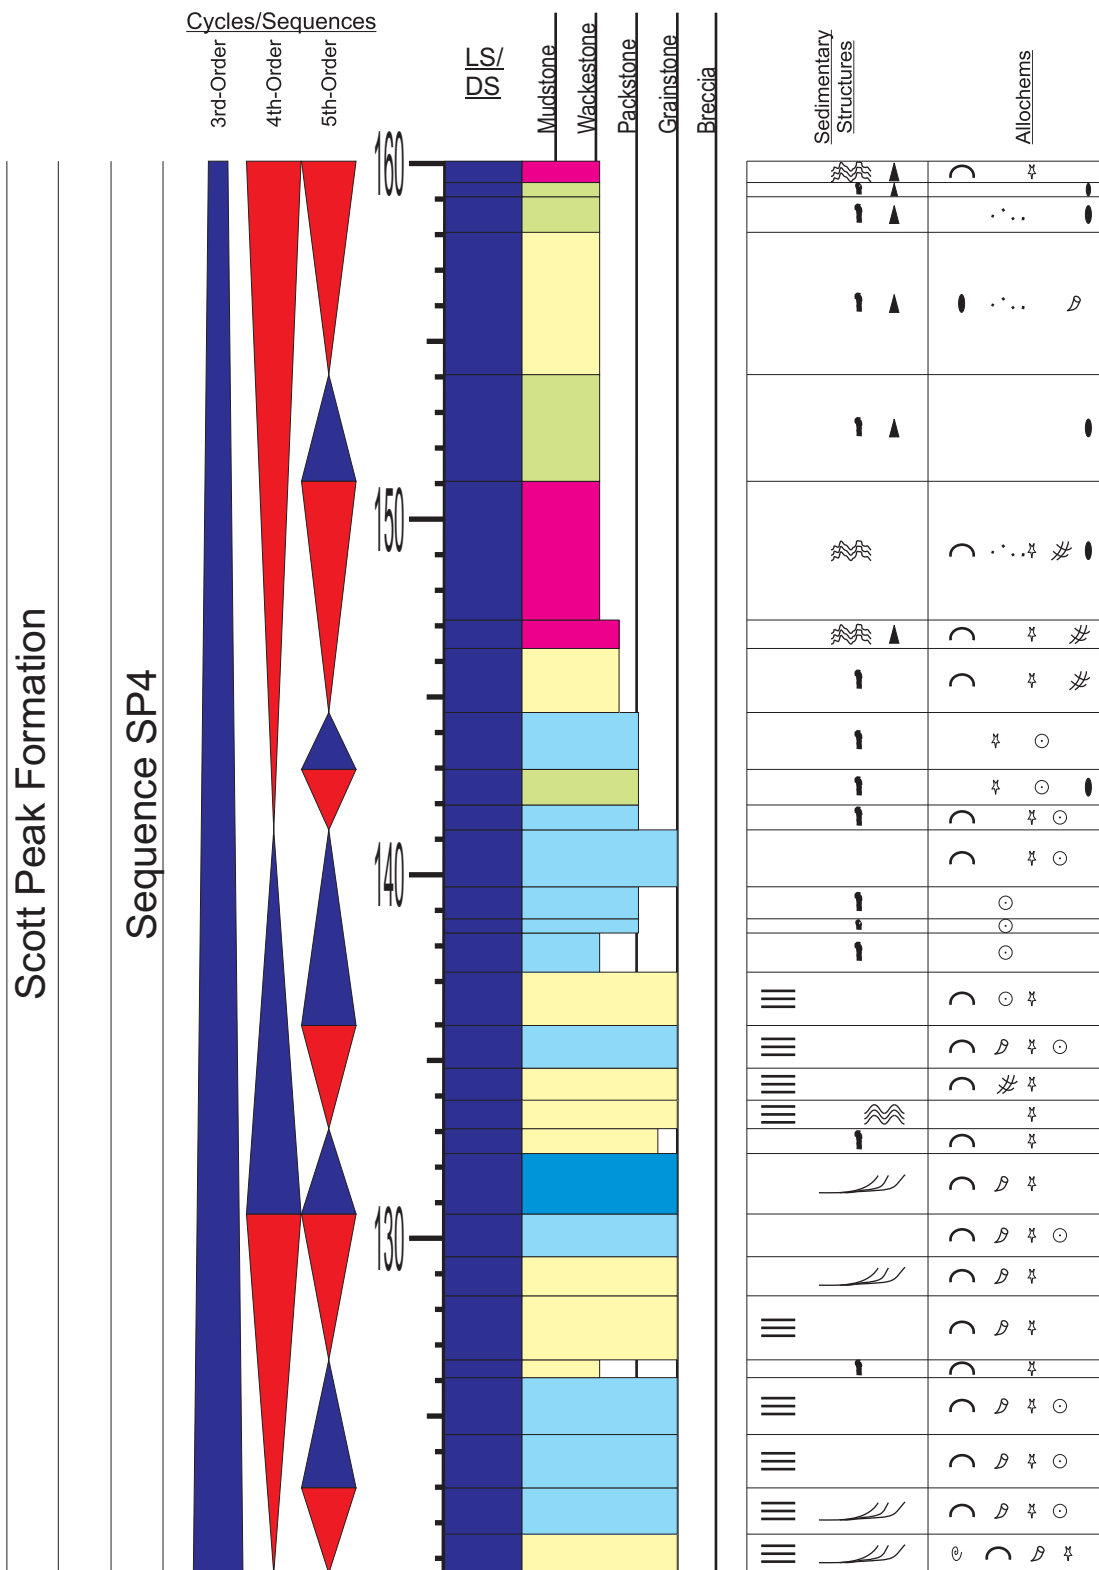 Cycles/Sequences
3rd-Order
4th-Order
5th-Order
LS/
DS
Mudstone
Wackestone
Packstone
Grainstone
Breccia
Sedimentary
Structures
Allochems
160
150
140
130
Scott Peak Formation
Sequence SP4